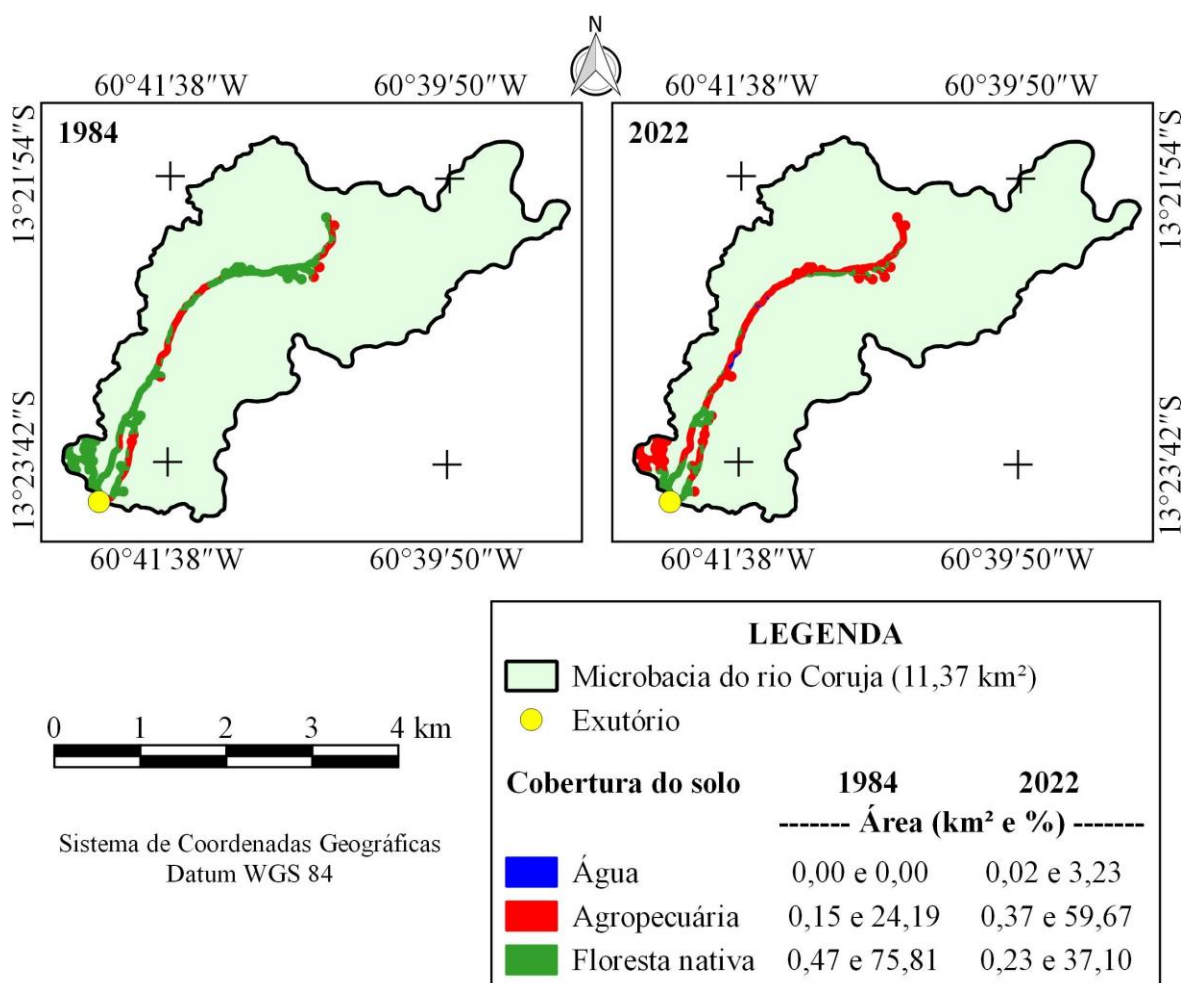 N
60°41'38"W 60°39'50"W 60°41'38"W 60°39'50"W
1984 2022
13°21'54"S 13°21'54"S
13°23'42"S 13°23'42"S
60°41'38"W 60°39'50"W 60°41'38"W 60°39'50"W
LEGENDA
Microbacia do rio Coruja (11,37 km²)
Exutório
0 1 2 3 4 km
Sistema de Coordenadas Geográficas
Datum WGS 84
Cobertura do solo 1984 2022
------- Área (km² e %) -------
Água 0,00 e 0,00 0,02 e 3,23
Agropecuária 0,15 e 24,19 0,37 e 59,67
Floresta nativa 0,47 e 75,81 0,23 e 37,10